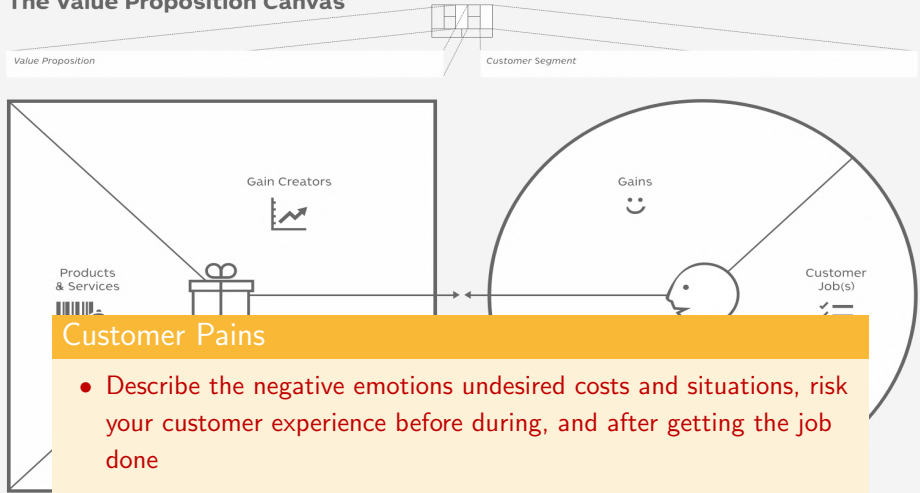 The Value Proposition Canvas
Value Proposition
Customer Segment
Gain Creators
Gains
Products
& Services
Customer
Job(s)
Customer Pains
• Describe the negative emotions undesired costs and situations, risk
your customer experience before during, and after getting the job
done